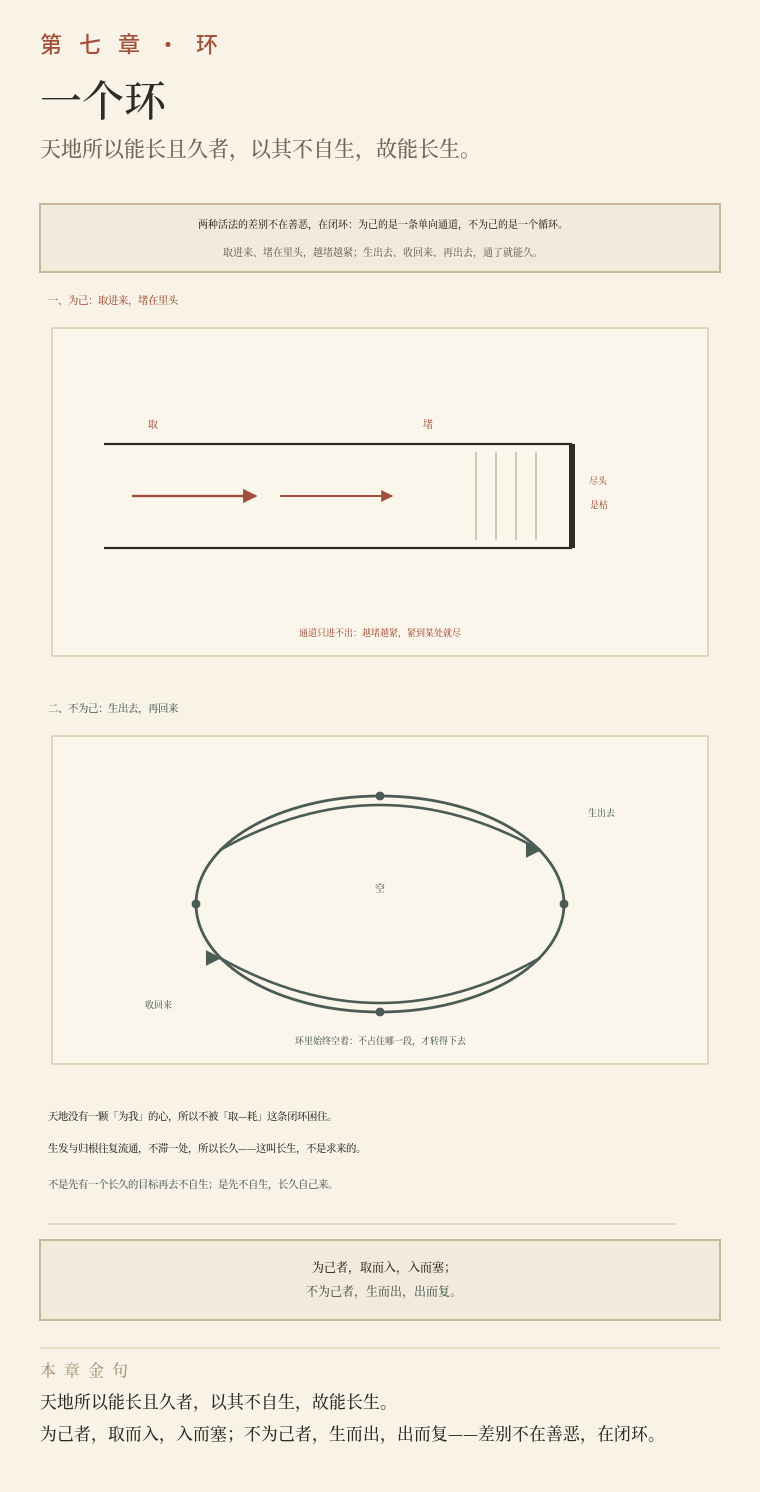 第七章·环
一个环
天地所以能长且久者，以其不自生，故能长生。
两种活法的差别不在善恶，在闭环：为己的是一条单向通道，不为己的是一个循环。
取进来、堵在里头，越堵越紧；生出去、收回来、再出去，通了就能久。
一、为己：取进来，堵在里头
取
堵
尽头
是枯
通道只进不出：越堵越紧，紧到某处就尽
二、不为己：生出去，再回来
生出去
空
收回来
环里始终空着：不占住哪一段，才转得下去
天地没有一颗「为我」的心，所以不被「取—耗」这条闭环困住。
生发与归根往复流通，不滞一处，所以长久——这叫长生，不是求来的。
不是先有一个长久的目标再去不自生；是先不自生，长久自己来。
为己者，取而入，入而塞；
不为己者，生而出，出而复。
本章金句
天地所以能长且久者，以其不自生，故能长生。
为己者，取而入，入而塞；不为己者，生而出，出而复——差别不在善恶，在闭环。